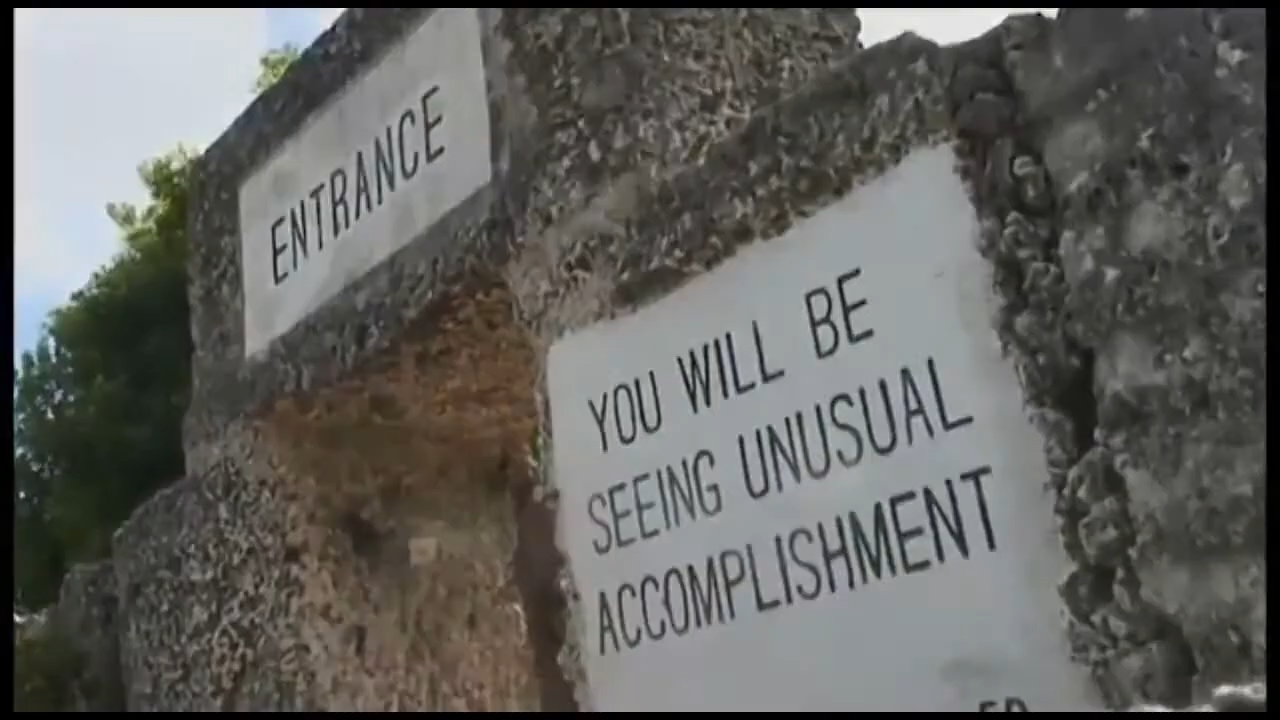 ENTRANCE
YOU WILL BE
SEEING UNUSUAL
ACCOMPLISHMENT